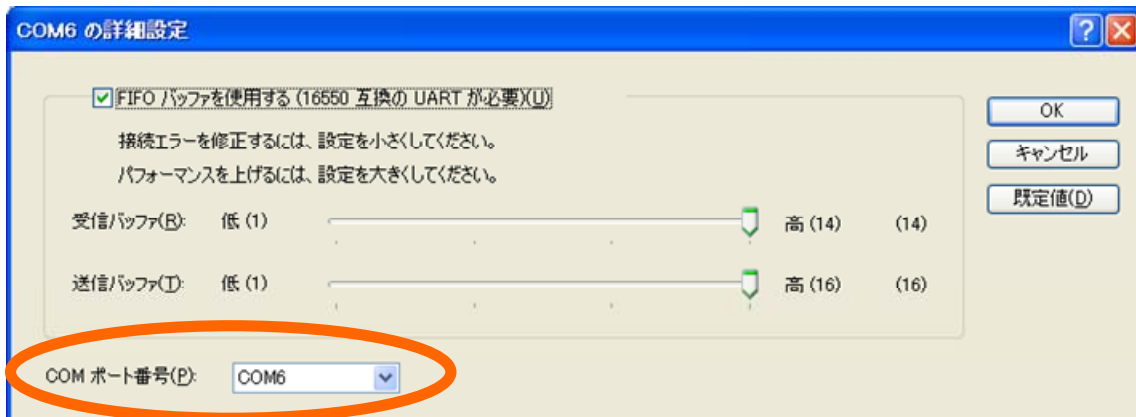 COM6 の詳細設定
FIFO バッファを使用する (16550 互換の UART が必要)(U)
接続エラーを修正するには、設定を小さくしてください。
パフォーマンスを上げるには、設定を大きくしてください。
受信バッファ(R): 低 (1) 高 (14) (14)
送信バッファ(T): 低 (1) 高 (16) (16)
COM ポート番号(P): COM6
OK
キャンセル
既定値(D)